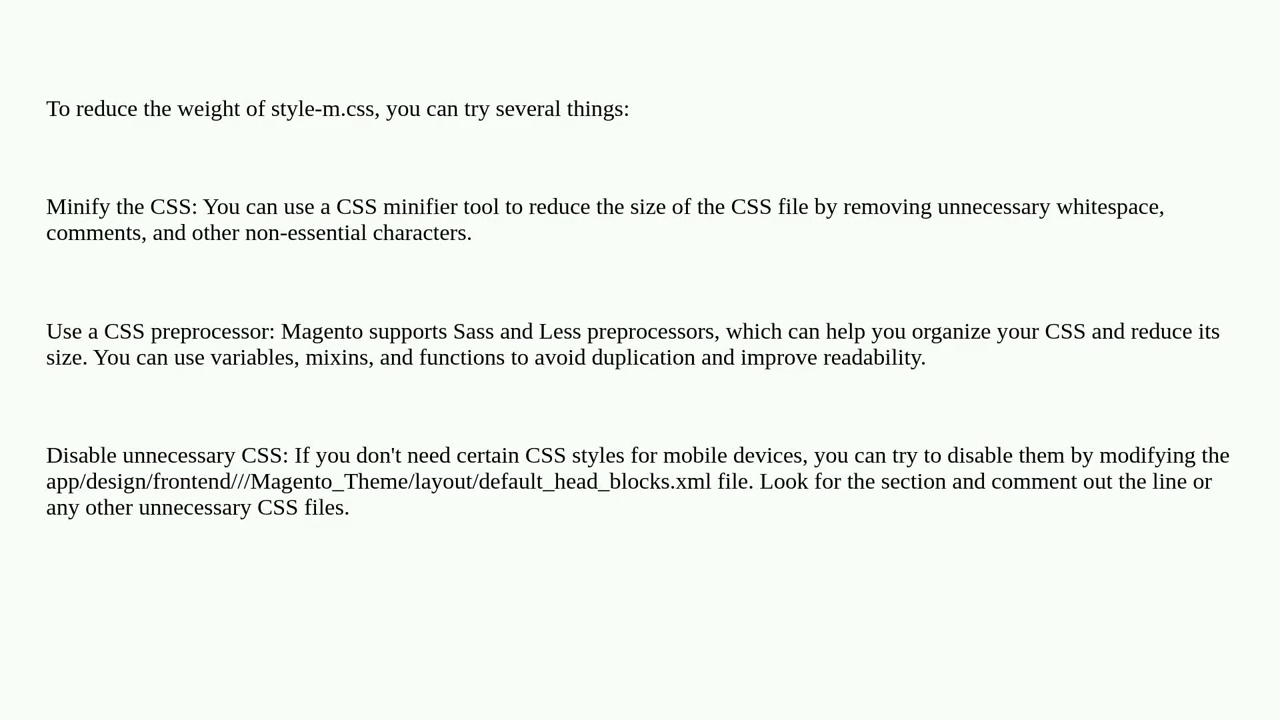 To reduce the weight of style-m.css, you can try several things:
Minify the CSS: You can use a CSS minifier tool to reduce the size of the CSS file by removing unnecessary whitespace,
comments, and other non-essential characters.
Use a CSS preprocessor: Magento supports Sass and Less preprocessors, which can help you organize your CSS and reduce its
size. You can use variables, mixins, and functions to avoid duplication and improve readability.
Disable unnecessary CSS: If you don't need certain CSS styles for mobile devices, you can try to disable them by modifying the
app/design/frontend///Magento_Theme/layout/default_head_blocks.xml file. Look for the section and comment out the line or
any other unnecessary CSS files.